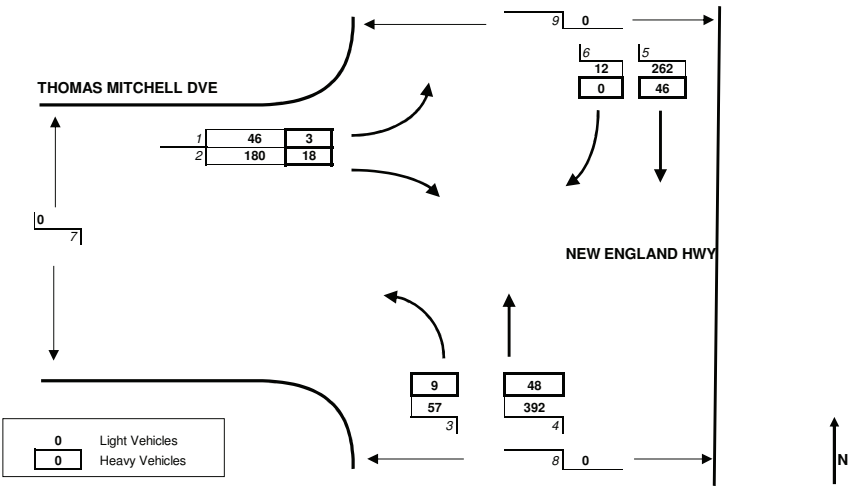 9 0
6 5
12 262
0 46
THOMAS MITCHELL DVE
1 46 3
2 180 18
0
7
NEW ENGLAND HWY
9 48
57 392
3 4
0 Light Vehicles
0 Heavy Vehicles
8 0
N